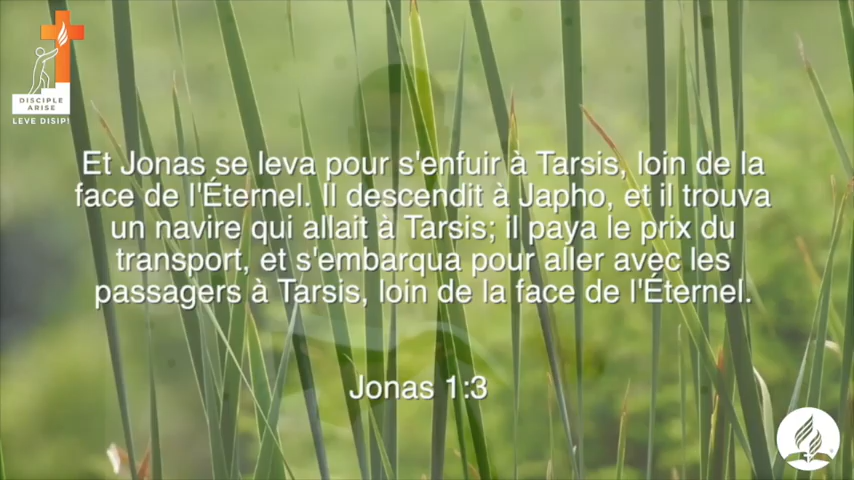 DISCIPLE
ARISE
LEVE DISIP!
Et Jonas se leva pour s'enfuir à Tarsis, loin de la
face de l'Éternel. Il descendit à Japho, et il trouva
un navire qui allait à Tarsis; il paya le prix du
transport, et s'embarqua pour aller avec les
passagers à Tarsis, loin de la face de l'Éternel.
Jonas 1:3